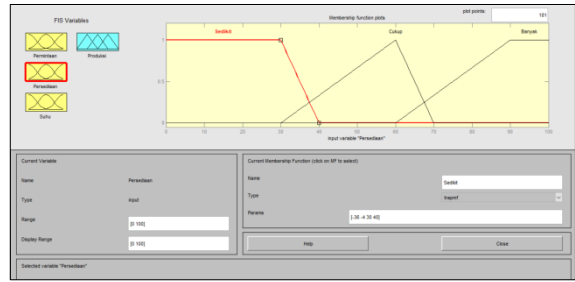 FIS Variables
Permintaan
Produksi
Persediaan
Suhu
Membership function plots
plot points:
181
Sedikit
Cukup
Banyak
1
0.5
0
0 10 20 30 40 50 60 70 80 90 100
input variable "Persediaan"
Current Variable
Name Persediaan
Type input
Range [0 100]
Display Range [0 100]
Current Membership Function (click on MF to select)
Name Sedikit
Type trapmf
Params [-36 -4 30 40]
Help
Close
Selected variable "Persediaan"